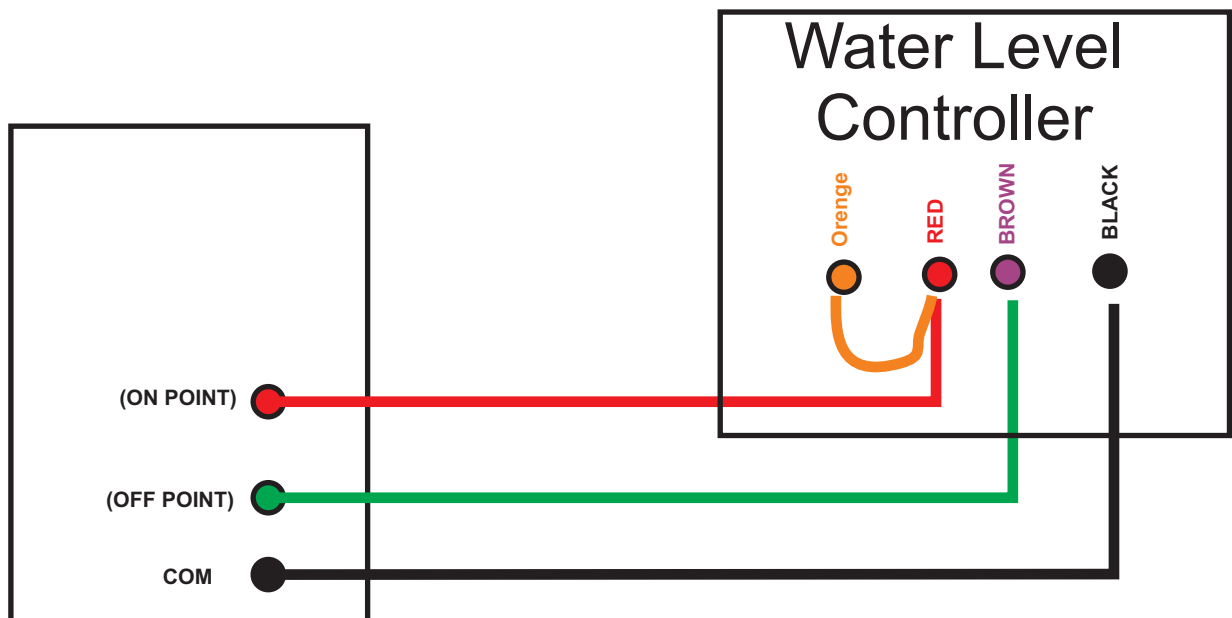 Water Level
Controller
Orenge
RED
BROWN
BLACK
(ON POINT)
(OFF POINT)
COM